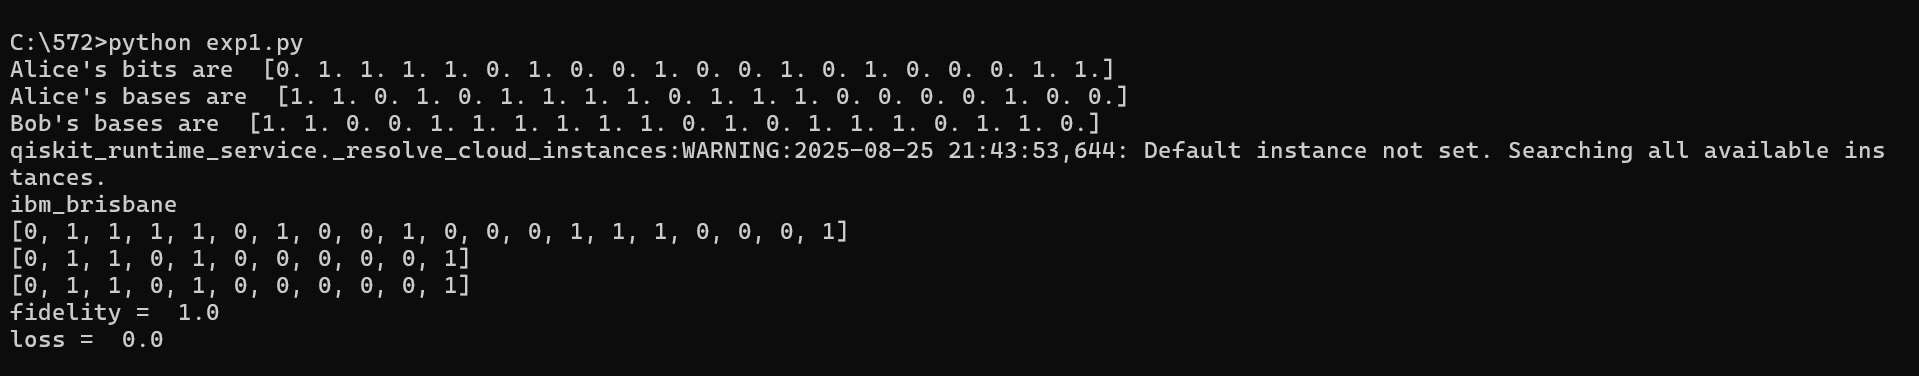 C:\572>python exp1.py
Alice's bits are  [0. 1. 1. 1. 1. 0. 1. 0. 0. 1. 0. 0. 1. 0. 1. 0. 0. 0. 1. 1.]
Alice's bases are  [1. 1. 0. 1. 0. 1. 1. 1. 1. 0. 1. 1. 1. 0. 0. 0. 0. 1. 0. 0.]
Bob's bases are  [1. 1. 0. 0. 1. 1. 1. 1. 1. 1. 0. 1. 0. 1. 1. 1. 0. 1. 1. 0.]
qiskit_runtime_service._resolve_cloud_instances:WARNING:2025-08-25 21:43:53,644: Default instance not set. Searching all available ins
tances.
ibm_brisbane
[0, 1, 1, 1, 1, 0, 1, 0, 0, 1, 0, 0, 0, 1, 1, 1, 0, 0, 0, 1]
[0, 1, 1, 0, 1, 0, 0, 0, 0, 0, 1]
[0, 1, 1, 0, 1, 0, 0, 0, 0, 0, 1]
fidelity =  1.0
loss =  0.0